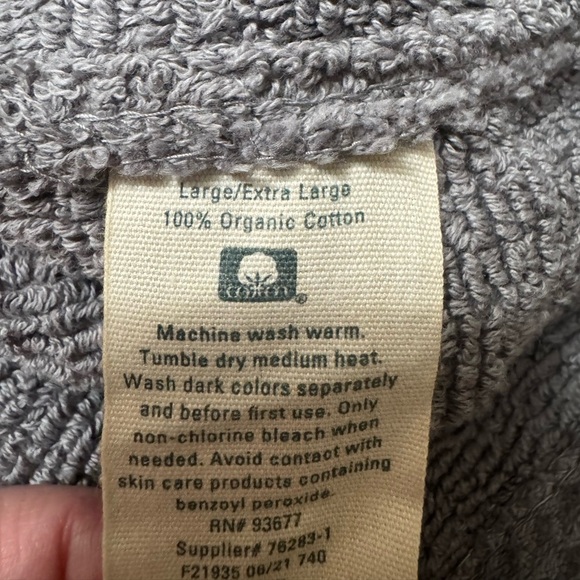 Large/Extra Large
100% Organic Cotton
COTTON
®
Machine wash warm.
Tumble dry medium heat.
Wash dark colors separately
and before first use. Only
non-chlorine bleach when
needed. Avoid contact with
skin care products containing
benzoyl peroxide.
RN# 93677
Supplier# 76283-1
F21935 06/21 740